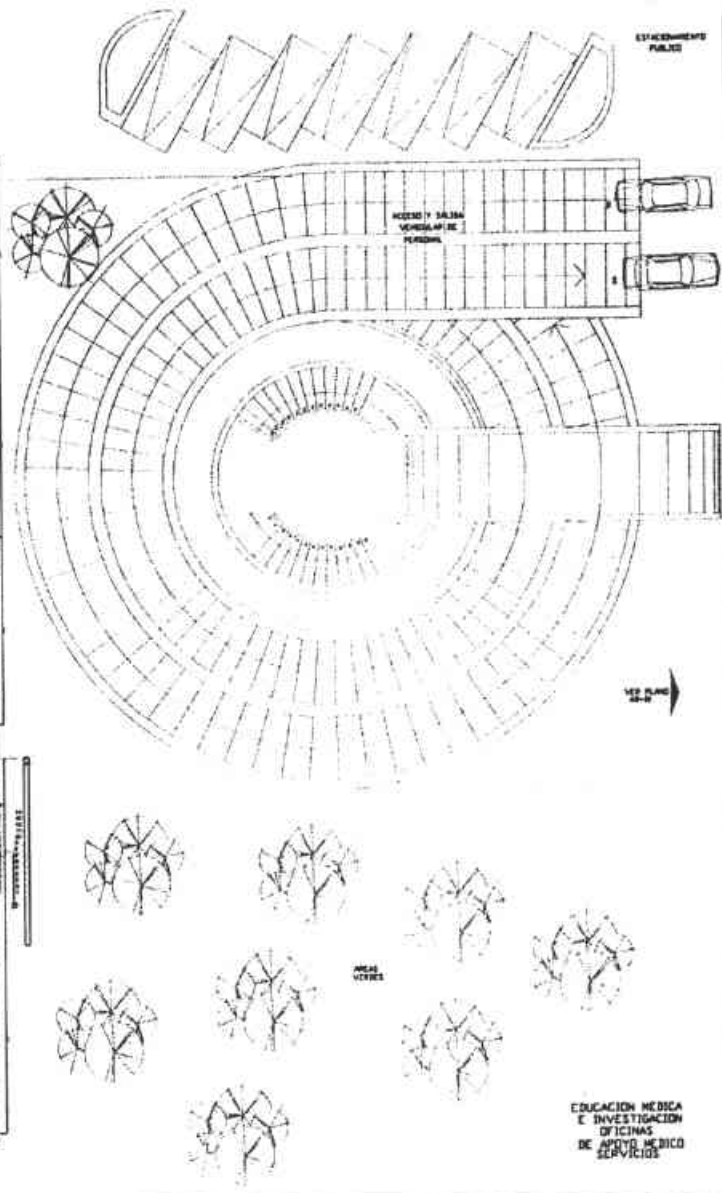 ESTACIONAMIENTO
PUBLICO
ACCESO Y SALIDA
VEHICULAR DE
PERSONAL
VER PLANO
AREAS
VERDES
EDUCACION MEDICA
E INVESTIGACION
OFICINAS
DE APOYO MEDICO
SERVICIOS